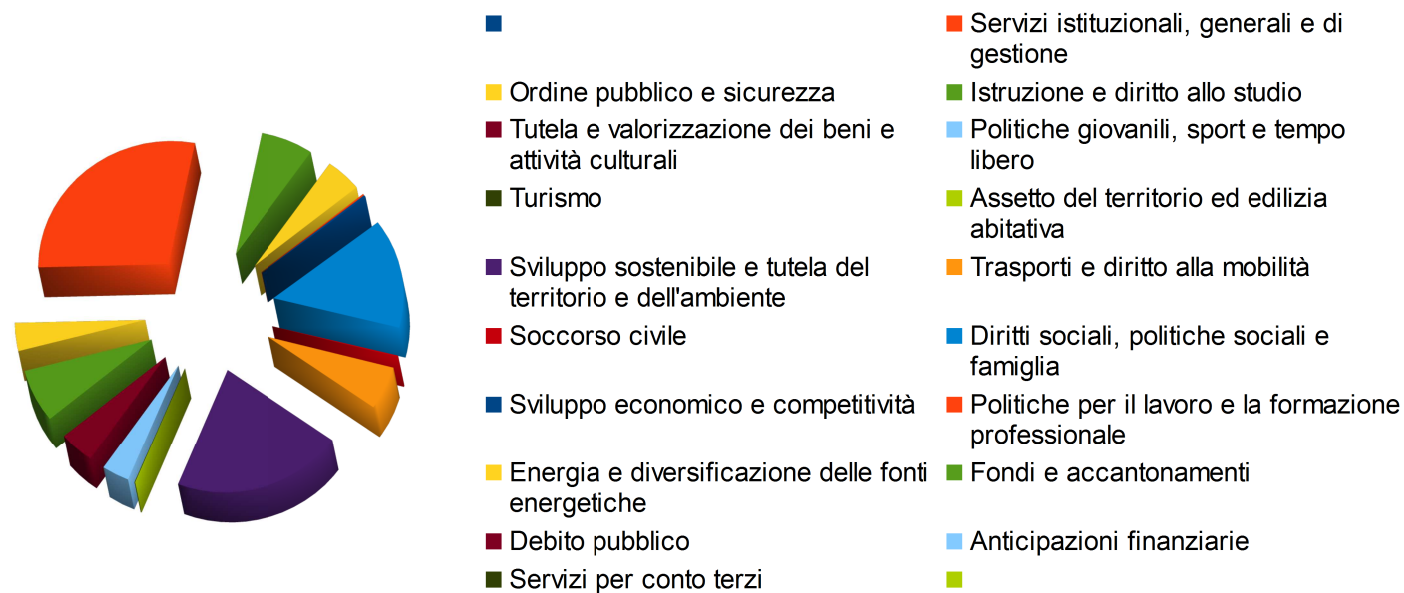 Servizi istituzionali, generali e di
gestione
Ordine pubblico e sicurezza
Istruzione e diritto allo studio
Tutela e valorizzazione dei beni e
attività culturali
Politiche giovanili, sport e tempo
libero
Turismo
Assetto del territorio ed edilizia
abitativa
Sviluppo sostenibile e tutela del
territorio e dell'ambiente
Trasporti e diritto alla mobilità
Soccorso civile
Diritti sociali, politiche sociali e
famiglia
Sviluppo economico e competitività
Politiche per il lavoro e la formazione
professionale
Energia e diversificazione delle fonti
energetiche
Fondi e accantonamenti
Debito pubblico
Anticipazioni finanziarie
Servizi per conto terzi